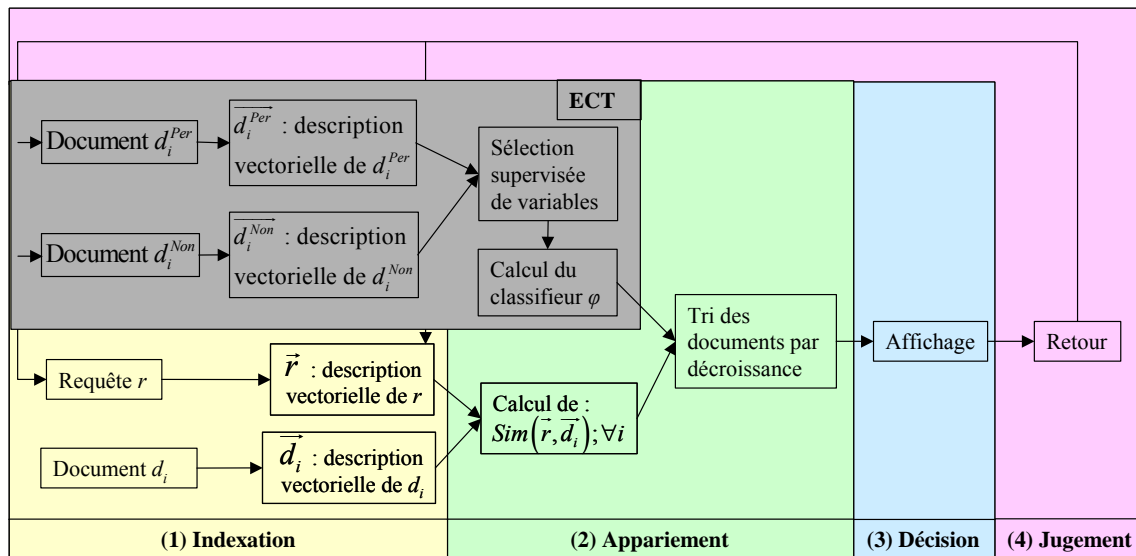 ECT
Document d_i^{Per}
\overrightarrow{d_i^{Per}} : description
vectorielle de d_i^{Per}
Sélection
supervisée
de variables
Document d_i^{Non}
\overrightarrow{d_i^{Non}} : description
vectorielle de d_i^{Non}
Calcul du
classifieur φ
Tri des
documents par
décroissance
Affichage
Retour
Requête r
\vec{r} : description
vectorielle de r
Calcul de :
Sim(\vec{r}, \vec{d_i}); ∀i
Document d_i
\vec{d_i} : description
vectorielle de d_i
(1) Indexation
(2) Appariement
(3) Décision
(4) Jugement